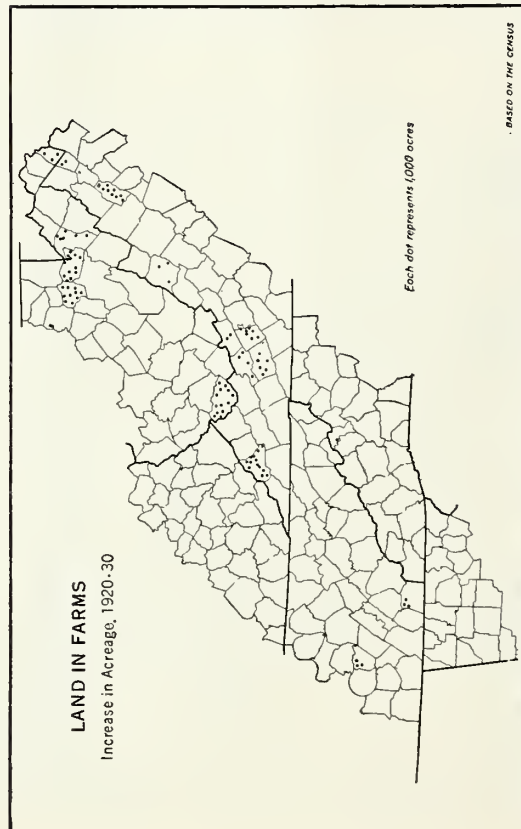 LAND IN FARMS
Increase in Acreage, 1920-30
Each dot represents 1,000 acres
. BASED ON THE CENSUS